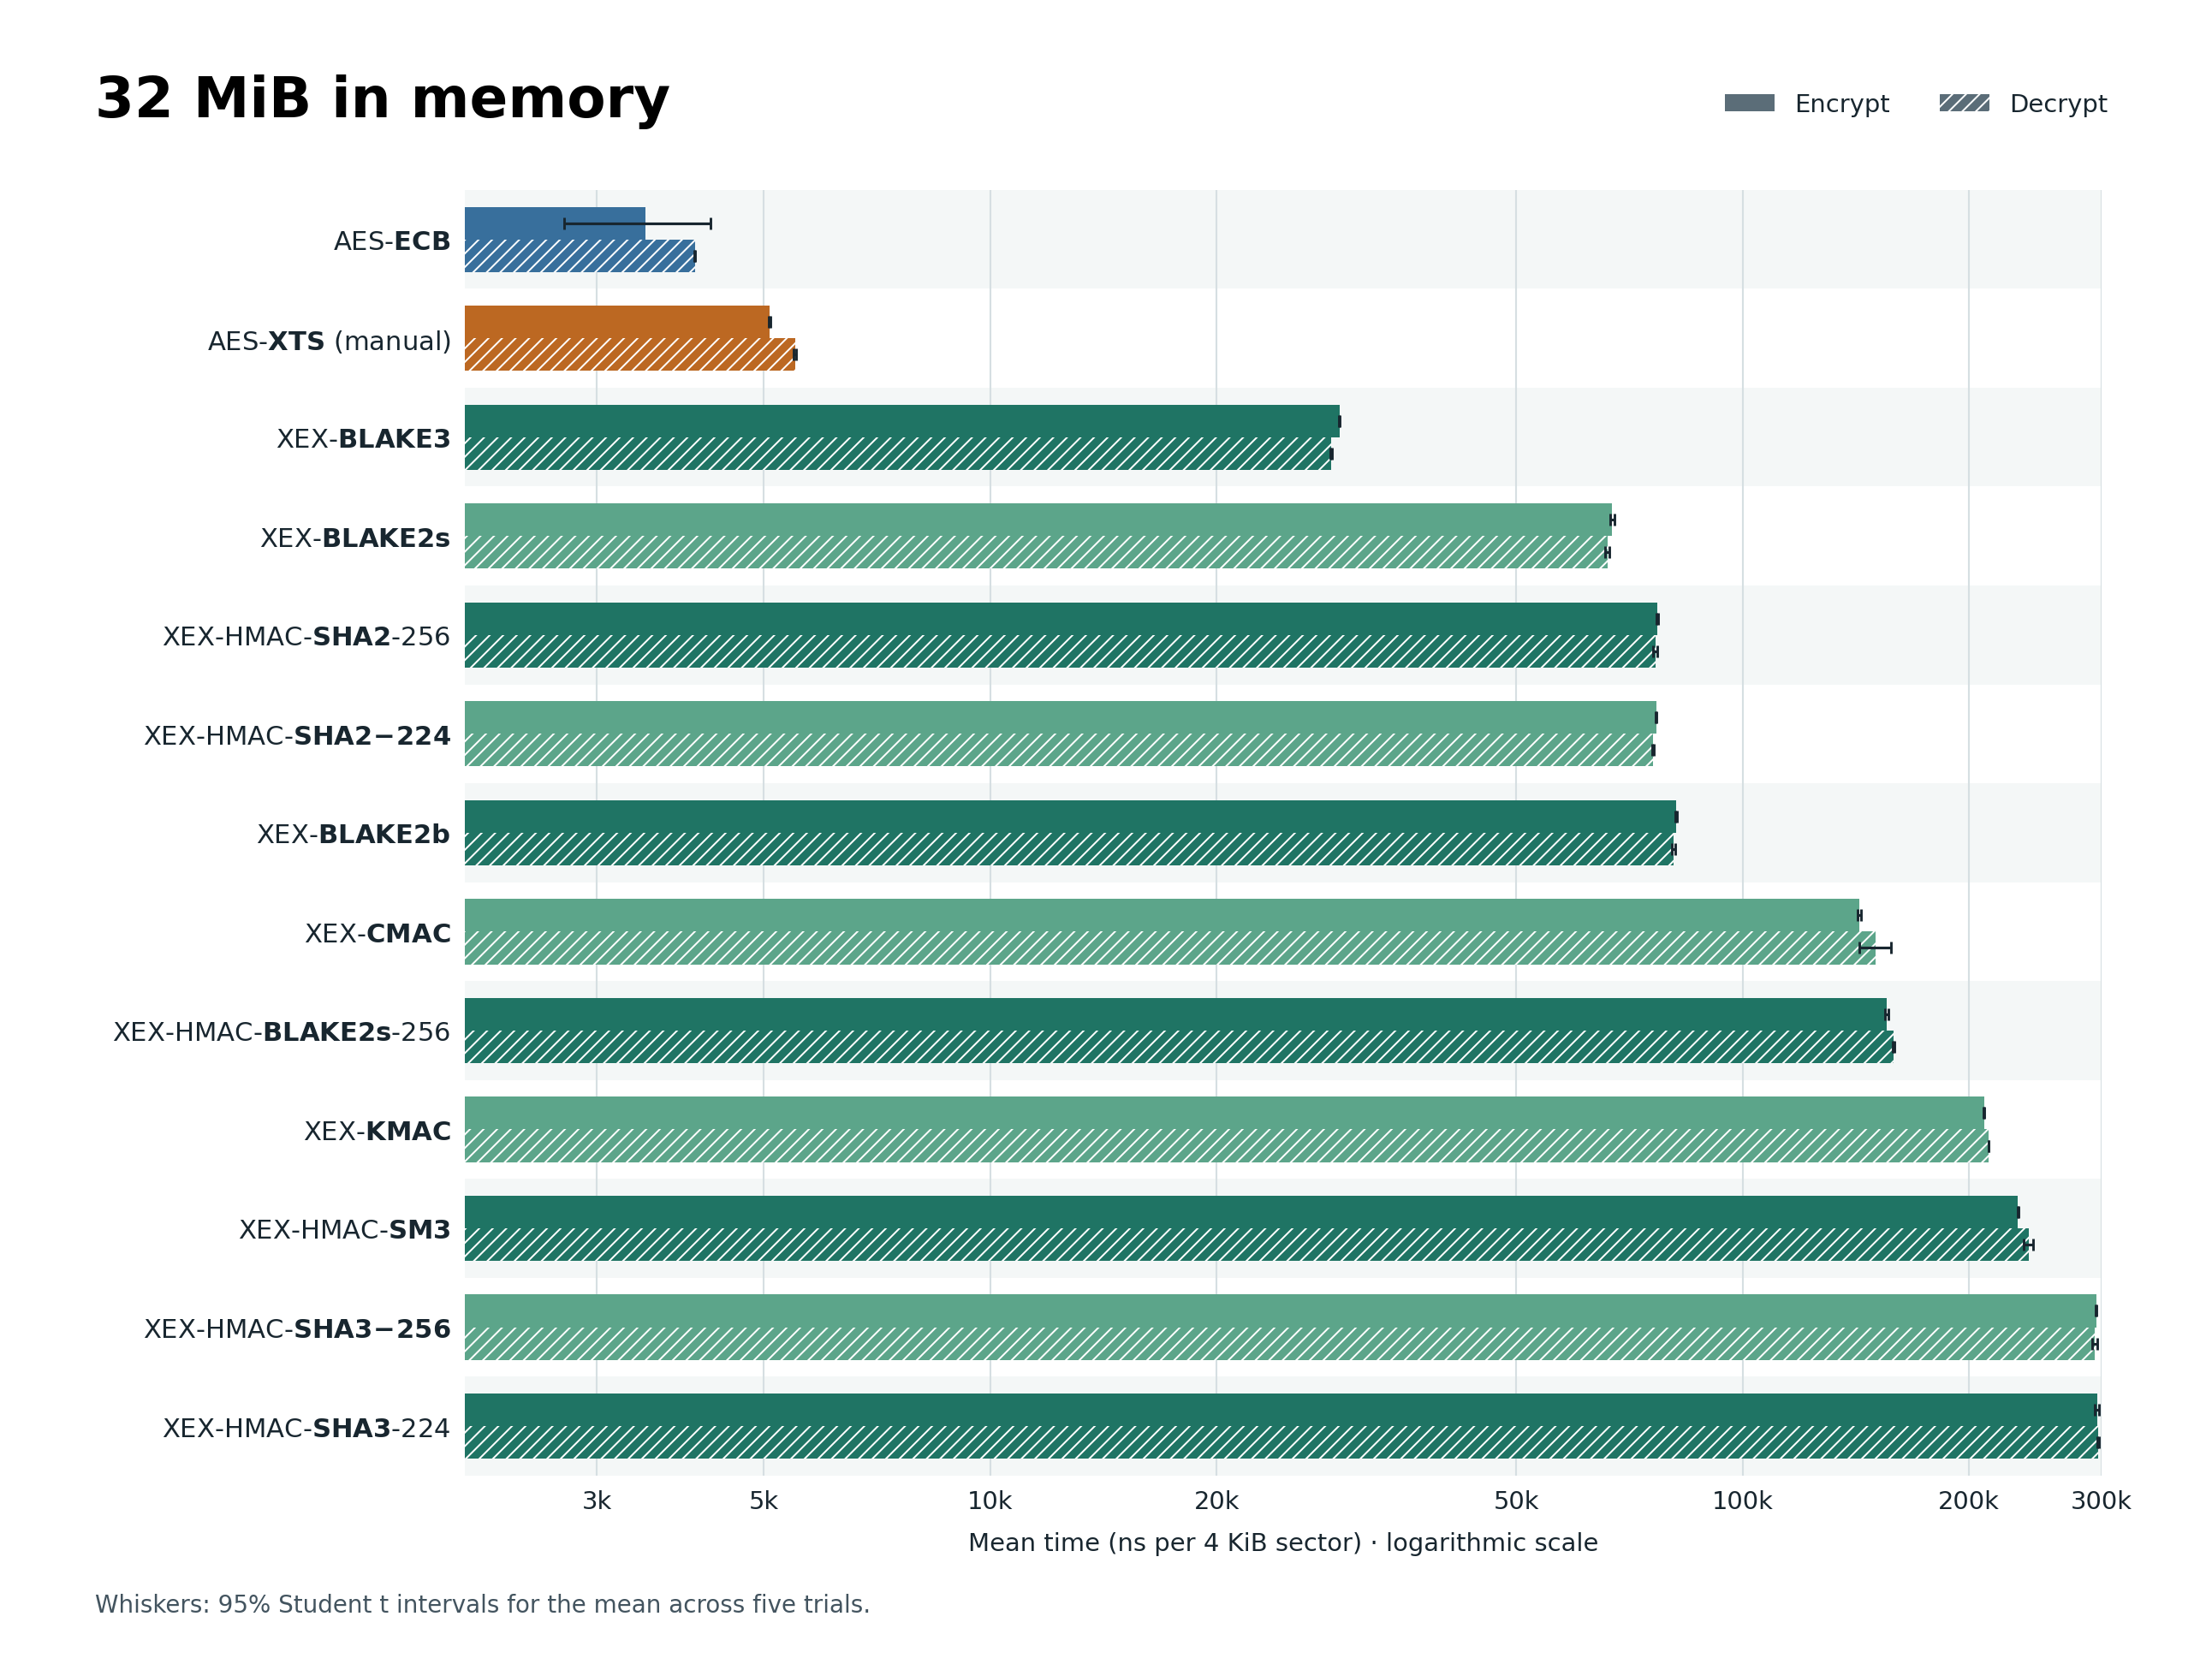 32 MiB in memory
Encrypt
Decrypt
AES-ECB
AES-XTS (manual)
XEX-BLAKE3
XEX-BLAKE2s
XEX-HMAC-SHA2-256
XEX-HMAC-SHA2−224
XEX-BLAKE2b
XEX-CMAC
XEX-HMAC-BLAKE2s-256
XEX-KMAC
XEX-HMAC-SM3
XEX-HMAC-SHA3−256
XEX-HMAC-SHA3-224
3k 5k 10k 20k 50k 100k 200k 300k
Mean time (ns per 4 KiB sector) · logarithmic scale
Whiskers: 95% Student t intervals for the mean across five trials.